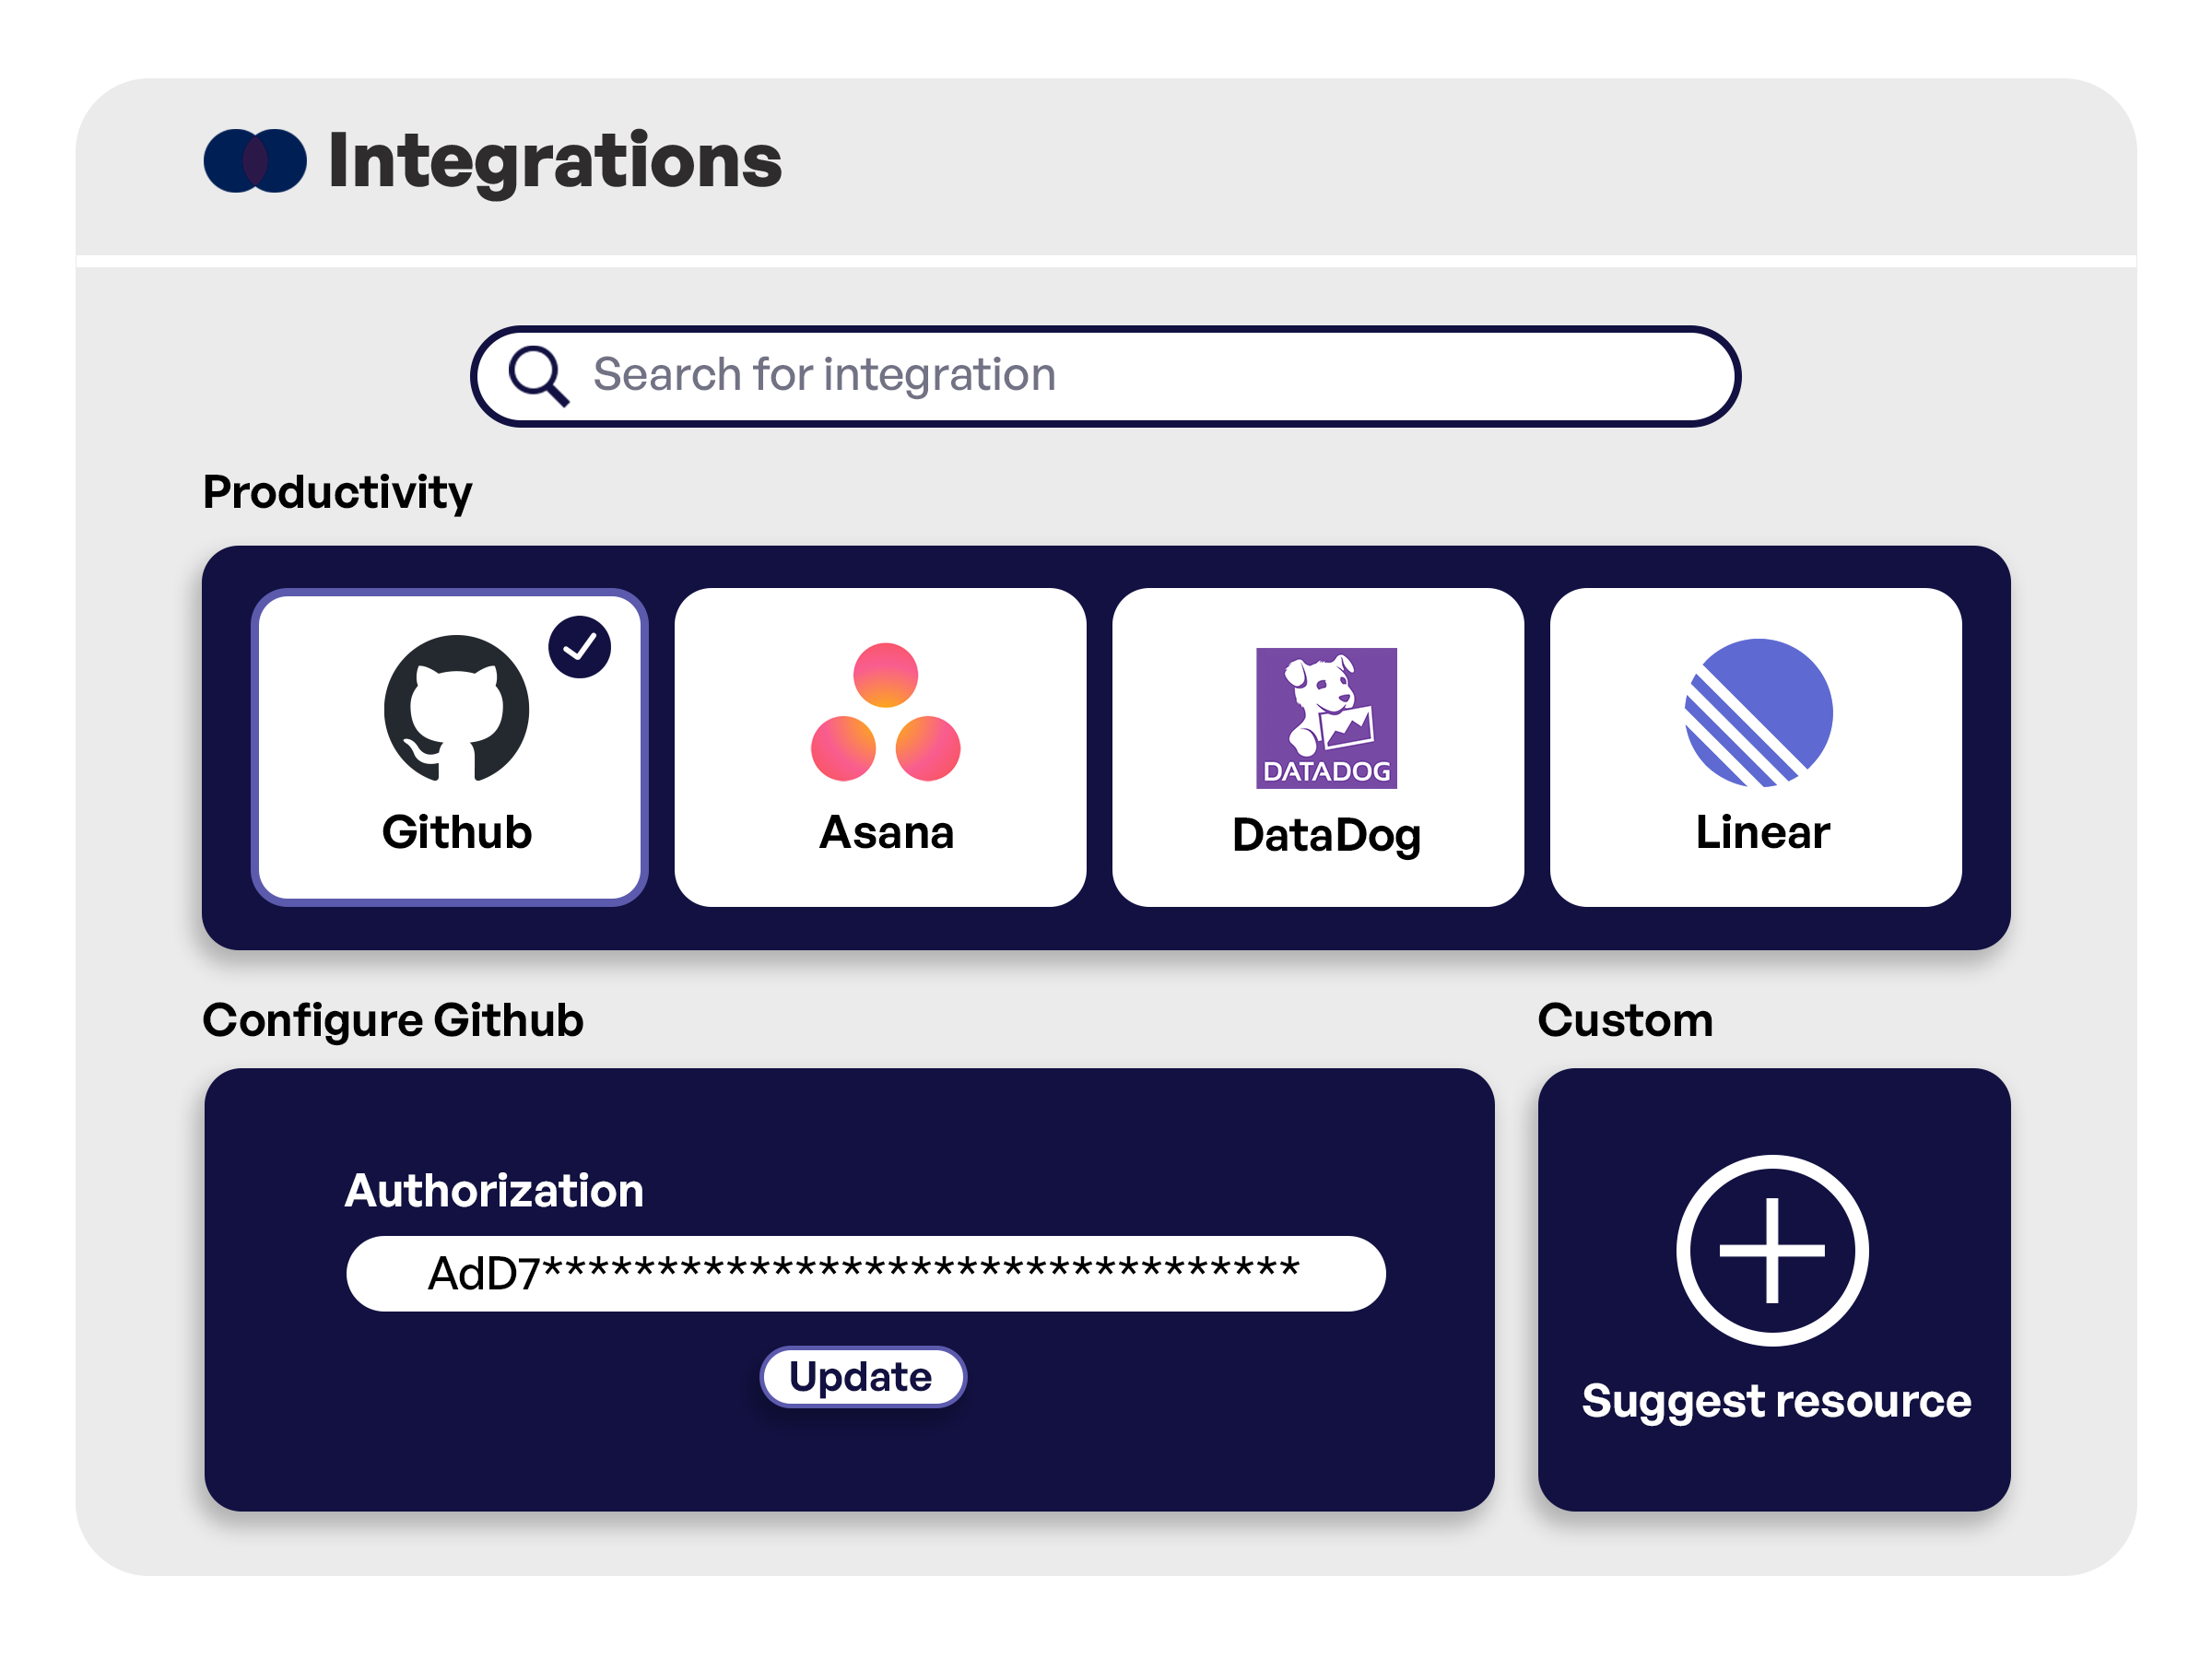 Integrations
Search for integration
Productivity
DATADOG
Github
Asana
DataDog
Linear
Configure Github
Custom
Authorization
AdD7*********************************
Update
Suggest resource